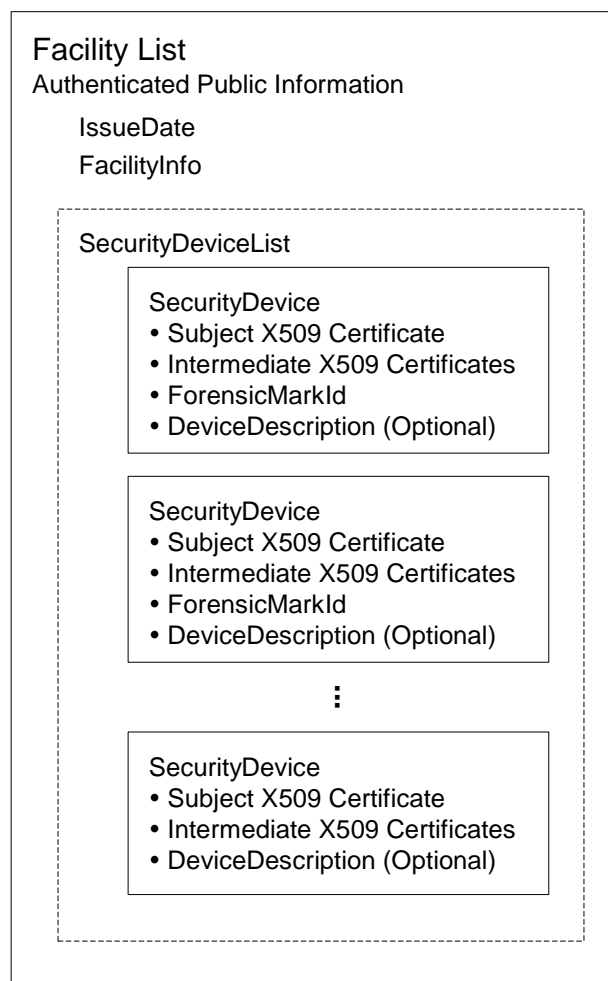 Facility List
Authenticated Public Information
IssueDate
FacilityInfo
SecurityDeviceList
SecurityDevice
• Subject X509 Certificate
• Intermediate X509 Certificates
• ForensicMarkId
• DeviceDescription (Optional)
SecurityDevice
• Subject X509 Certificate
• Intermediate X509 Certificates
• ForensicMarkId
• DeviceDescription (Optional)
⋮
SecurityDevice
• Subject X509 Certificate
• Intermediate X509 Certificates
• DeviceDescription (Optional)